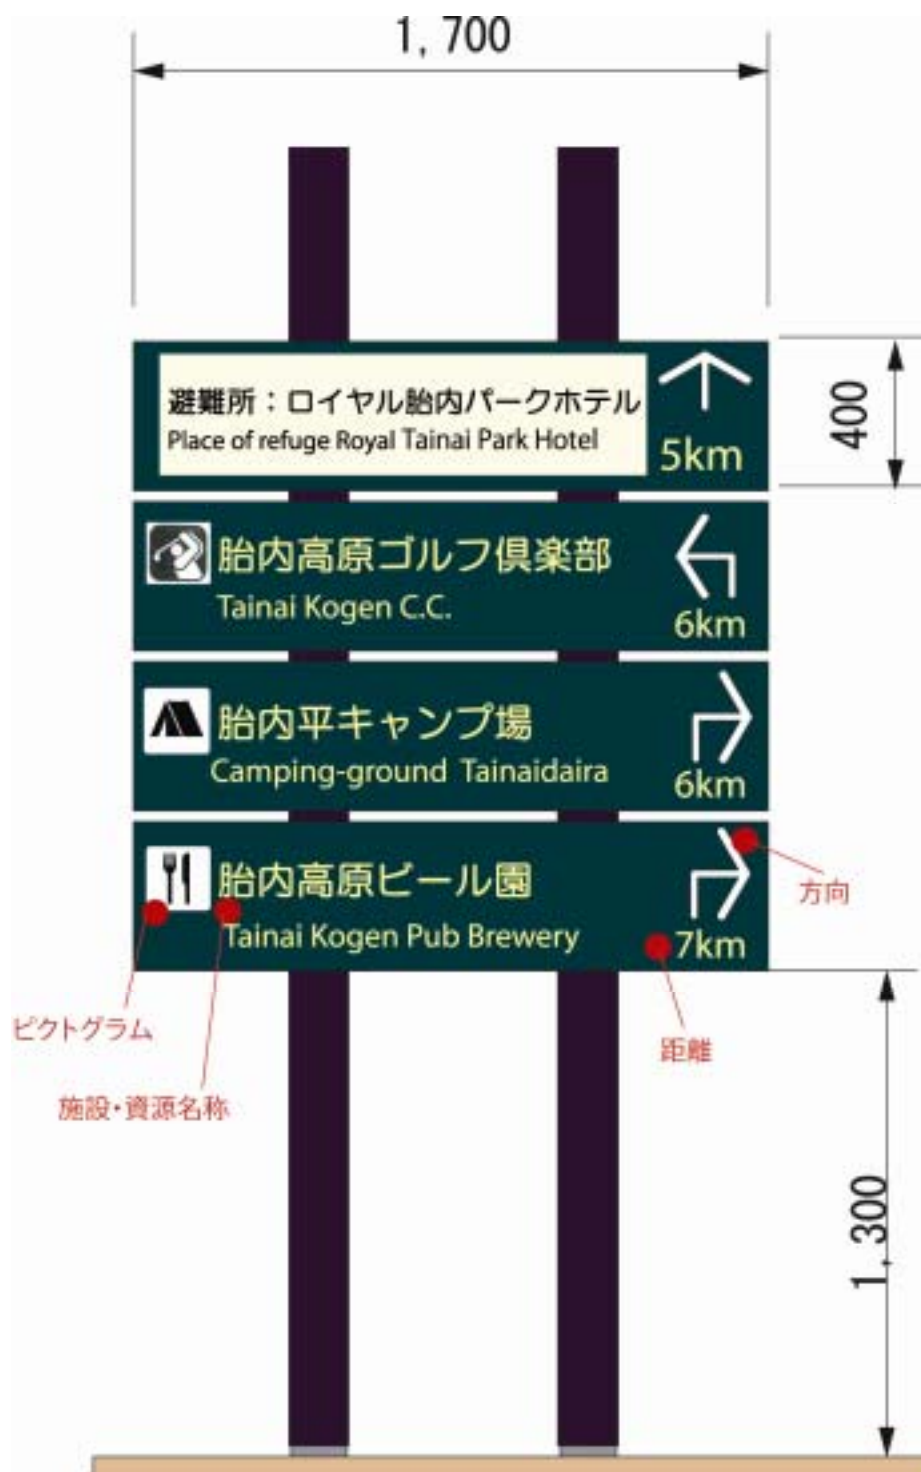 1,700
避難所：ロイヤル胎内パークホテル
Place of refuge Royal Tainai Park Hotel
5km
400
胎内高原ゴルフ倶楽部
Tainai Kogen C.C.
6km
胎内平キャンプ場
Camping-ground Tainaidaira
6km
胎内高原ビール園
Tainai Kogen Pub Brewery
7km
方向
ピクトグラム
距離
施設・資源名称
1,300